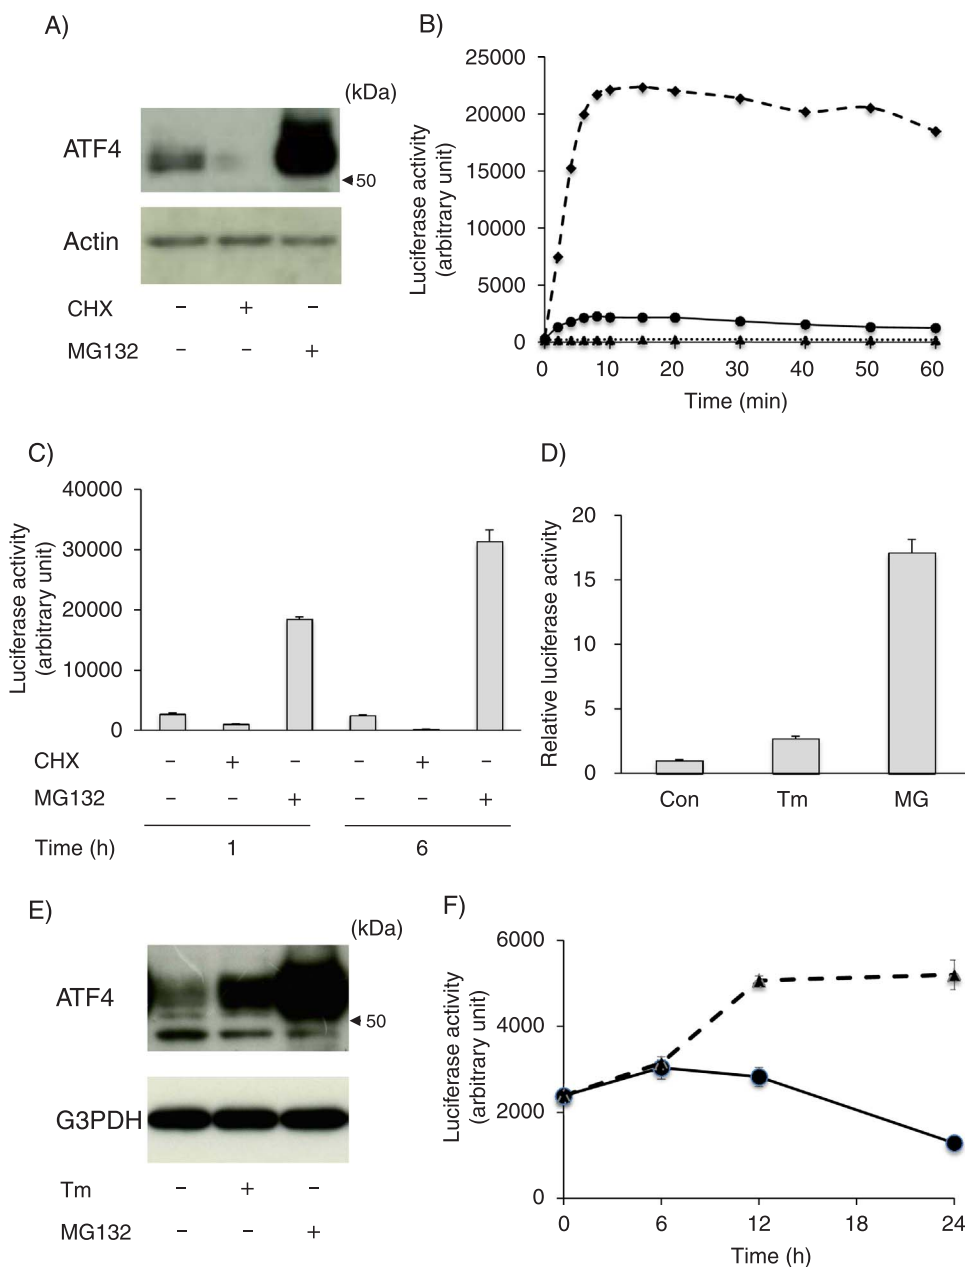 A)
(kDa)
ATF4
◄50
Actin
CHX − + −
MG132 − − +
B)
Luciferase activity
(arbitrary unit)
25000
20000
15000
10000
5000
0
0 10 20 30 40 50 60
Time (min)
C)
Luciferase activity
(arbitrary unit)
40000
30000
20000
10000
0
CHX − + − − + −
MG132 − − + − − +
Time (h) 1 6
D)
Relative luciferase activity
20
15
10
5
0
Con Tm MG
E)
(kDa)
ATF4
◄50
G3PDH
Tm − + −
MG132 − − +
F)
Luciferase activity
(arbitrary unit)
6000
4000
2000
0
0 6 12 18 24
Time (h)